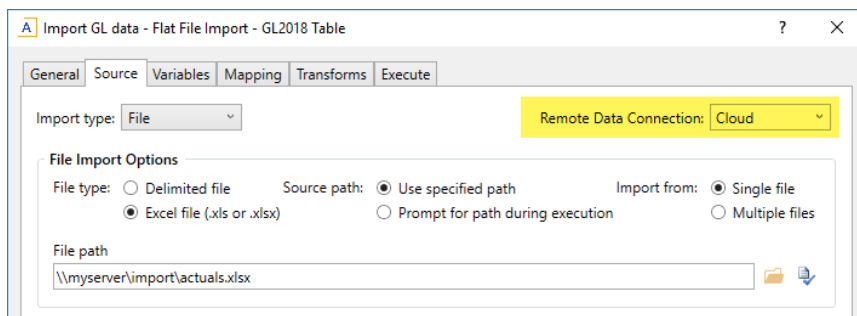 A Import GL data - Flat File Import - GL2018 Table ?
General Source Variables Mapping Transforms Execute
Import type: File Remote Data Connection: Cloud
File Import Options
File type: Delimited file Source path: Use specified path Import from: Single file
Excel file (.xls or .xlsx) Prompt for path during execution Multiple files
File path
\\myserver\import\actuals.xlsx